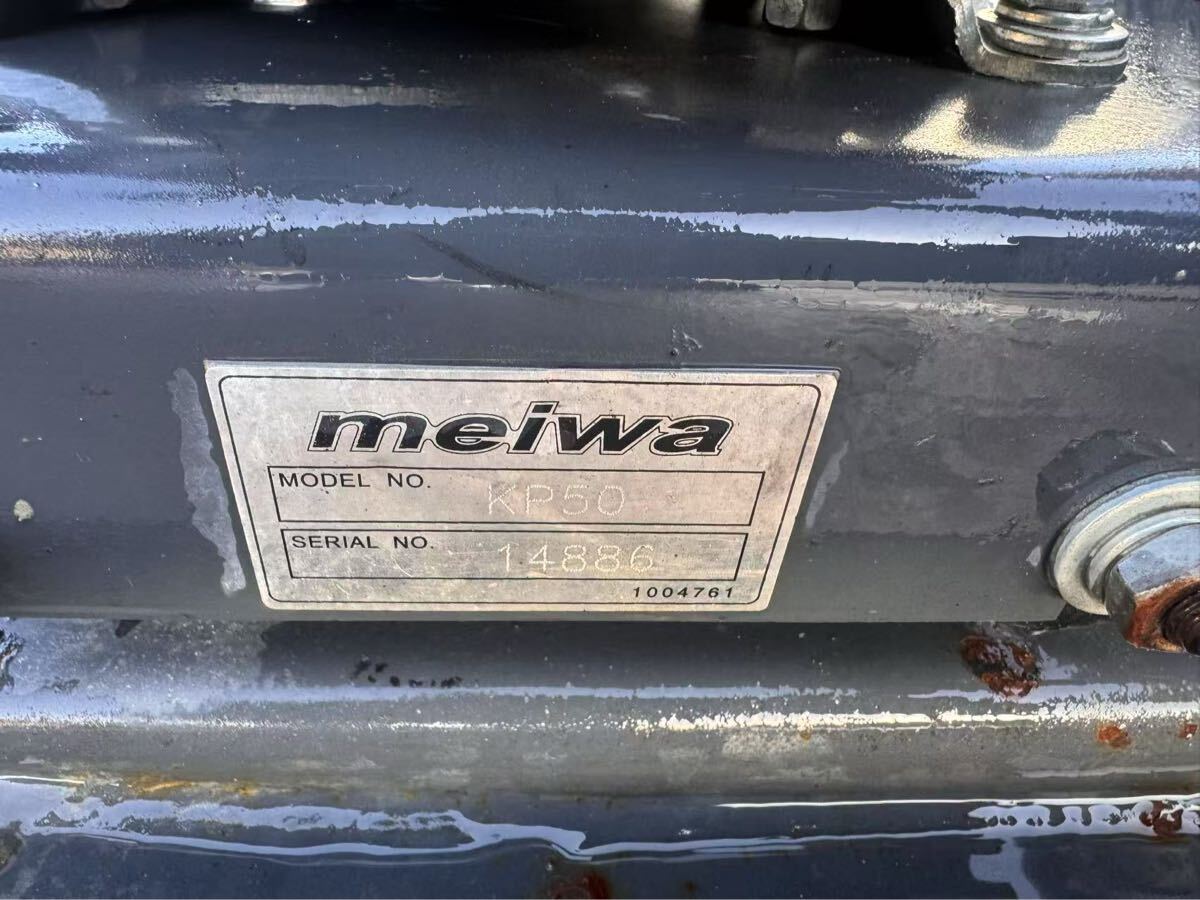 meiwa
MODEL NO. KP50
SERIAL NO. 14886
1004761